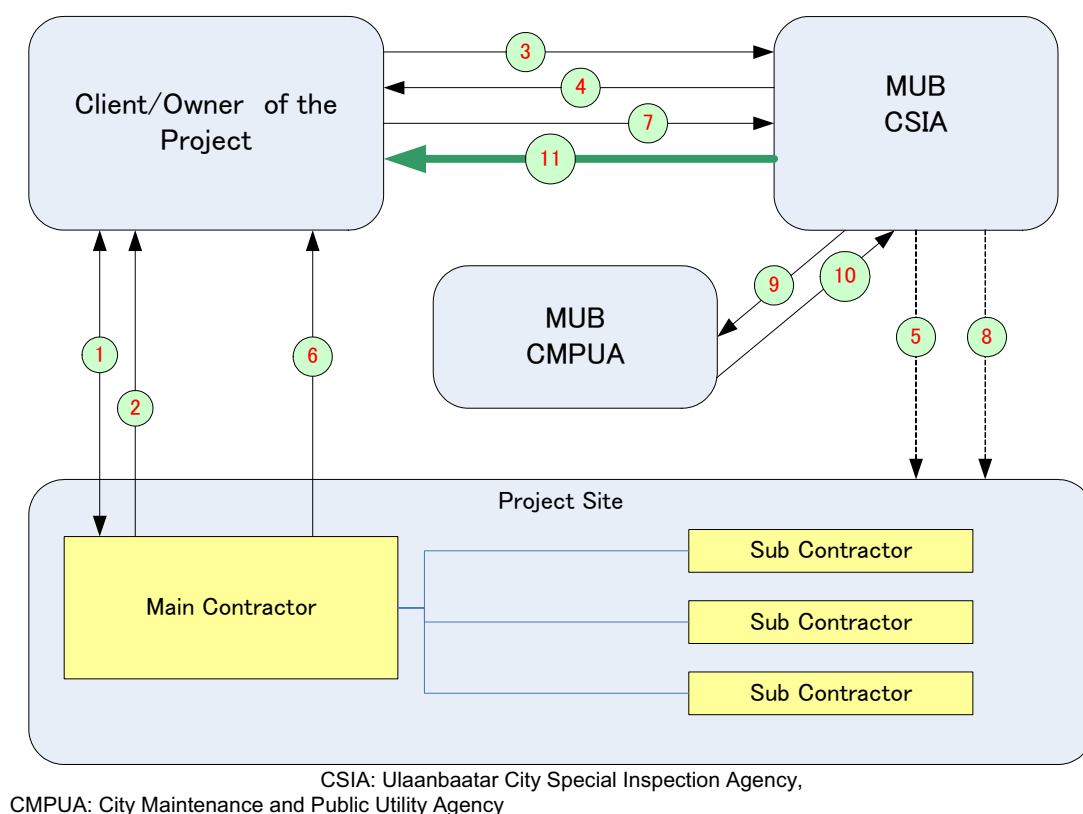 3
4
7
11
Client/Owner of the
Project
MUB
CSIA
9
10
MUB
CMPUA
1
2
6
5
8
Project Site
Main Contractor
Sub Contractor
Sub Contractor
Sub Contractor
CSIA: Ulaanbaatar City Special Inspection Agency,
CMPUA: City Maintenance and Public Utility Agency